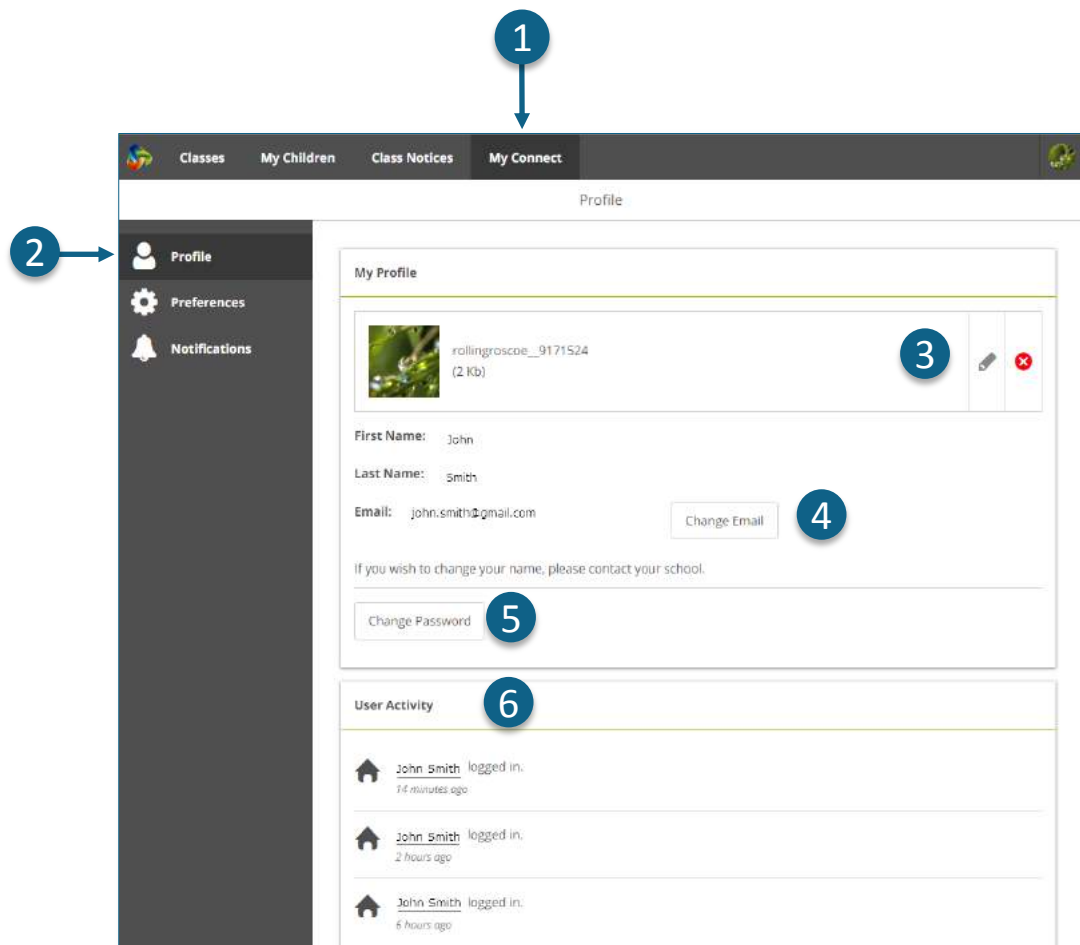 1
Classes My Children Class Notices My Connect
Profile
2 Profile
Preferences
Notifications
My Profile
rollingroscoe__9171524
(2 Kb)
3
First Name: John
Last Name: Smith
Email: john.smith@gmail.com Change Email 4
If you wish to change your name, please contact your school.
Change Password 5
User Activity 6
John Smith logged in.
14 minutes ago
John Smith logged in.
2 hours ago
John Smith logged in.
6 hours ago